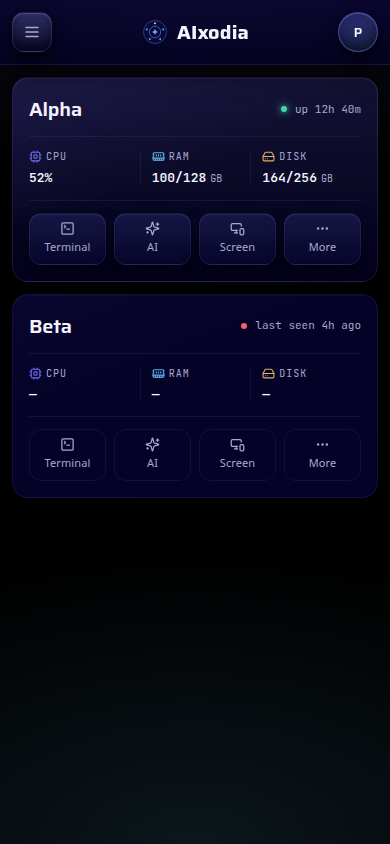 AIxodia
P
Alpha
up 12h 40m
CPU RAM DISK
52% 100/128 GB 164/256 GB
Terminal AI Screen More
Beta
last seen 4h ago
CPU RAM DISK
— — —
Terminal AI Screen More